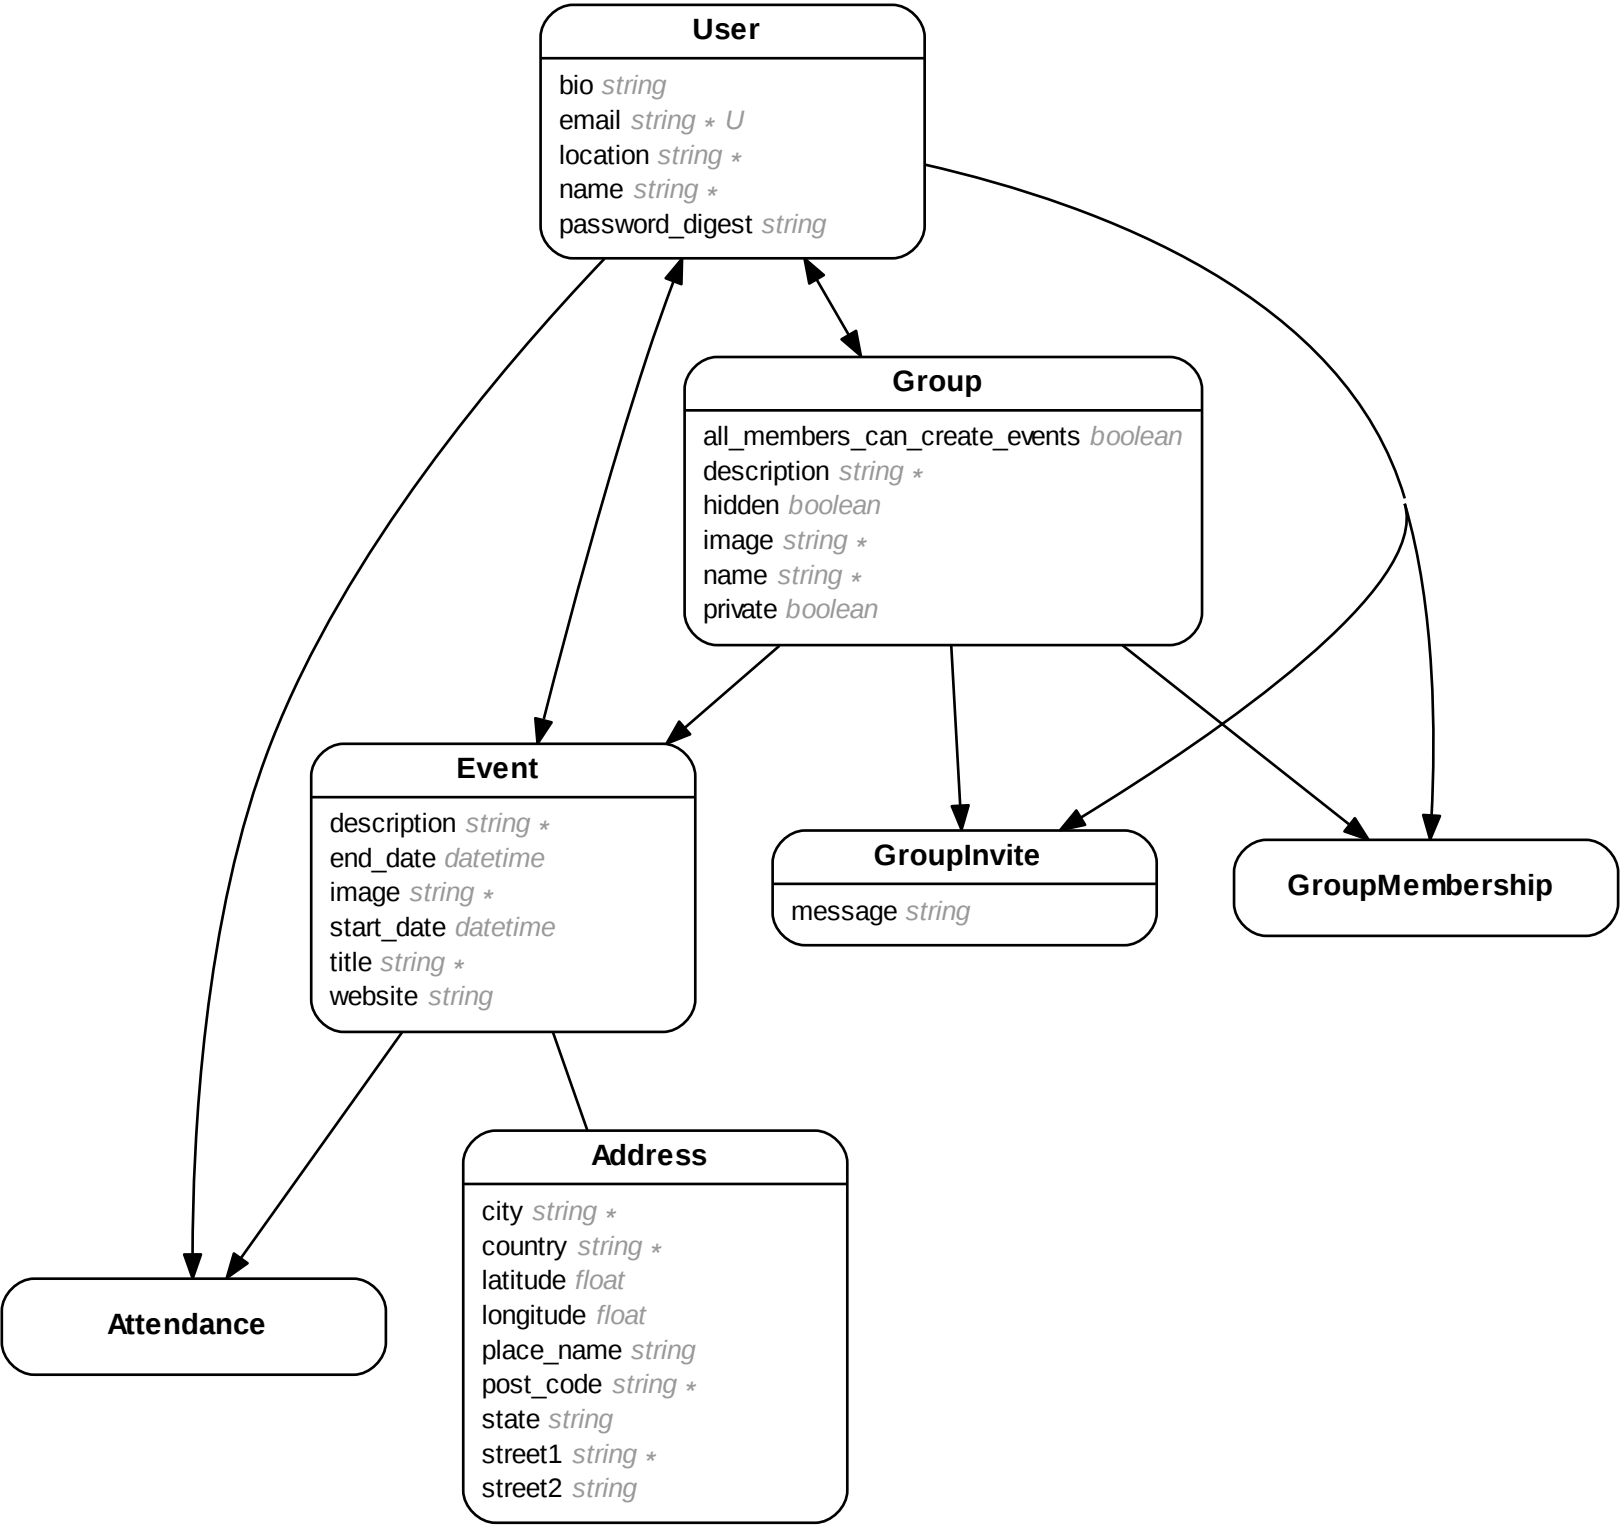 User
bio string
email string * U
location string *
name string *
password_digest string
Group
all_members_can_create_events boolean
description string *
hidden boolean
image string *
name string *
private boolean
Event
description string *
end_date datetime
image string *
start_date datetime
title string *
website string
GroupInvite
message string
GroupMembership
Address
city string *
country string *
latitude float
longitude float
place_name string
post_code string *
state string
street1 string *
street2 string
Attendance